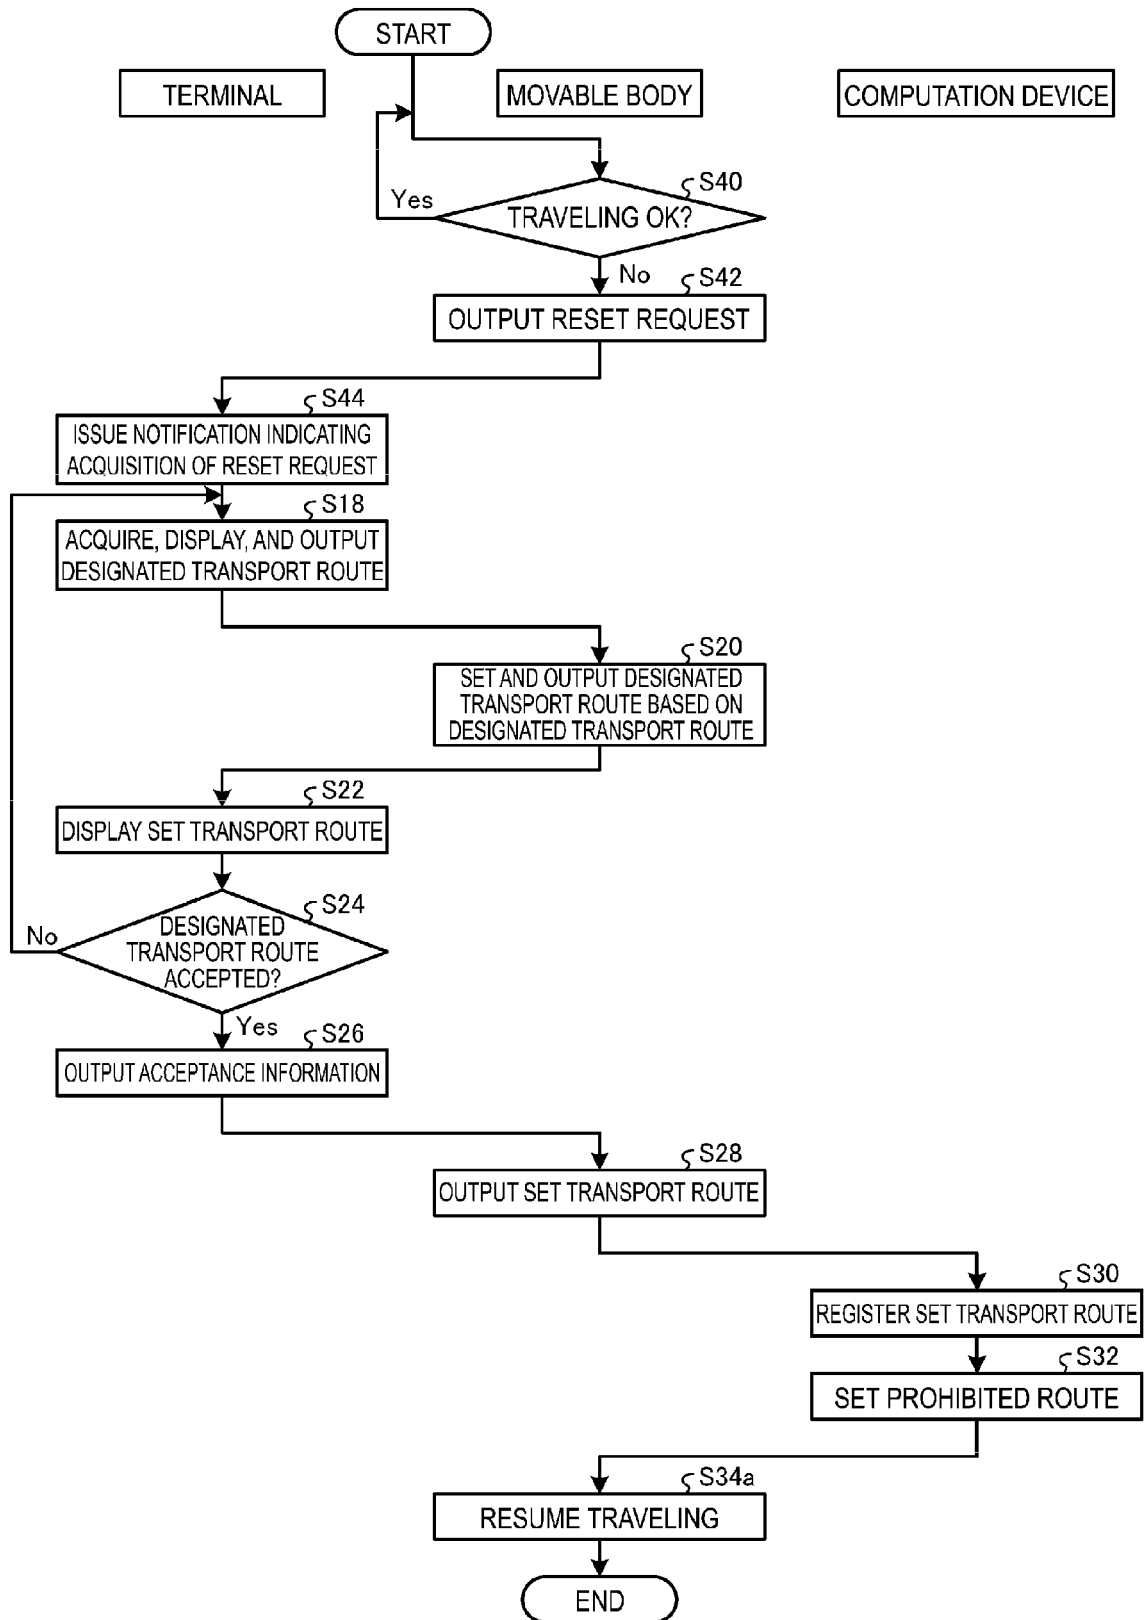 START
TERMINAL
MOVABLE BODY
COMPUTATION DEVICE
S40
Yes
TRAVELING OK?
No
S42
OUTPUT RESET REQUEST
S44
ISSUE NOTIFICATION INDICATING
ACQUISITION OF RESET REQUEST
S18
ACQUIRE, DISPLAY, AND OUTPUT
DESIGNATED TRANSPORT ROUTE
S20
SET AND OUTPUT DESIGNATED
TRANSPORT ROUTE BASED ON
DESIGNATED TRANSPORT ROUTE
S22
DISPLAY SET TRANSPORT ROUTE
S24
No
DESIGNATED
TRANSPORT ROUTE
ACCEPTED?
Yes
S26
OUTPUT ACCEPTANCE INFORMATION
S28
OUTPUT SET TRANSPORT ROUTE
S30
REGISTER SET TRANSPORT ROUTE
S32
SET PROHIBITED ROUTE
S34a
RESUME TRAVELING
END